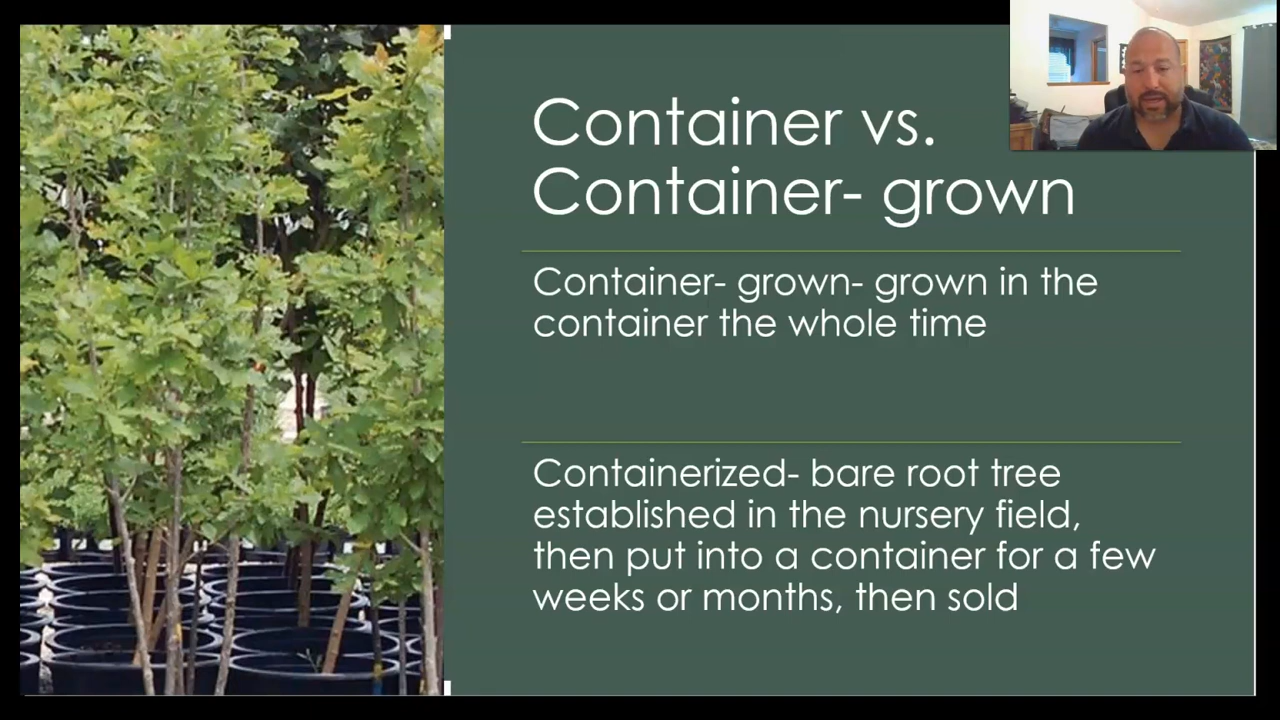 Container vs.
Container- grown
Container- grown- grown in the
container the whole time
Containerized- bare root tree
established in the nursery field,
then put into a container for a few
weeks or months, then sold